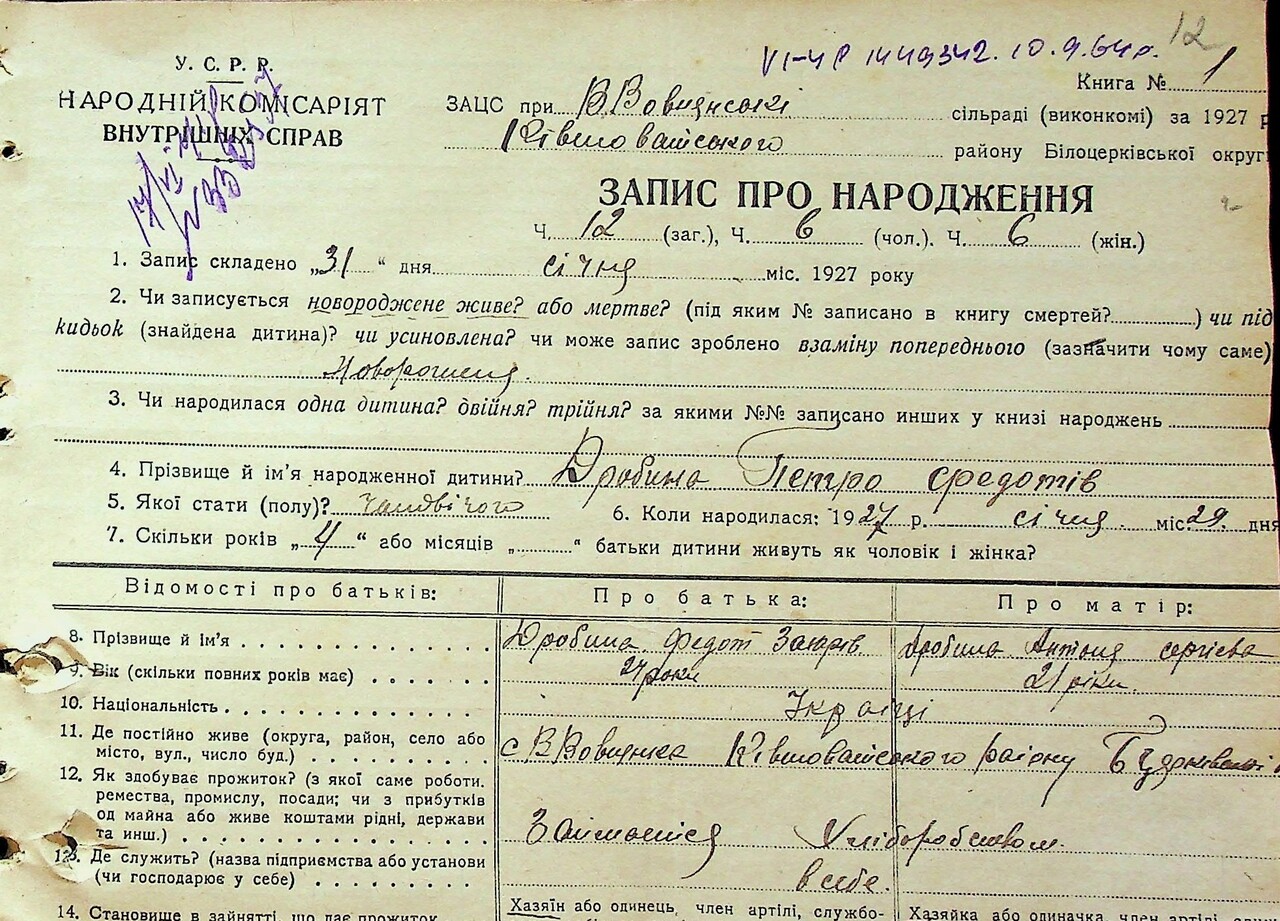 12
VI-ЧР 1449342. 10.9.64р.
У. С. Р. Р.
НАРОДНІЙ КОМІСАРІЯТ
ВНУТРІШНІХ СПРАВ
Книга № 1
ЗАЦС при В Вовнянські сільраді (виконкомі) за 1927 р
району Білоцерківської округи
ЗАПИС ПРО НАРОДЖЕННЯ
Ч. 12 (заг.), Ч. 6 (чол.). Ч. 6 (жін.)
1. Запис складено „31“ дня січня міс. 1927 року
2. Чи записується новороджене живе? або мертве? (під яким № записано в книгу смертей?) чи під
кидьок (знайдена дитина)? чи усиновлена? чи може запис зроблено взаміну попереднього (зазначити чому саме)
3. Чи народилася одна дитина? двійня? трійня? за якими №№ записано инших у книзі народжень
4. Прізвище й ім'я народженної дитини? Дробина Петро Федотів
5. Якої стати (полу)? чоловічого 6. Коли народилася: 1927 р. січня міс 29. дня
7. Скільки років „4“ або місяців „ “ батьки дитини живуть як чоловік і жінка?
Відомості про батьків: Про батька: Про матір:
8. Прізвище й ім'я Дробина Федот Захарів Дробина Антоня Сергієва
9. Вік (скільки повних років має) 24 роки 21 рік
10. Національність Українці
11. Де постійно живе (округа, район, село або
місто, вул., число буд.) с В Вовнянка району
12. Як здобуває прожиток? (з якої саме роботи.
ремества, промислу, посади; чи з прибутків
од майна або живе коштами рідні, держави
та инш.) Хліборобством
13. Де служить? (назва підприємства або установи
(чи господарює у себе) в себе.
14. Становище в зайнятті, що дає прожиток Хазяїн або одинець, член артілі, службо- Хазяйка або одиначка, член ар